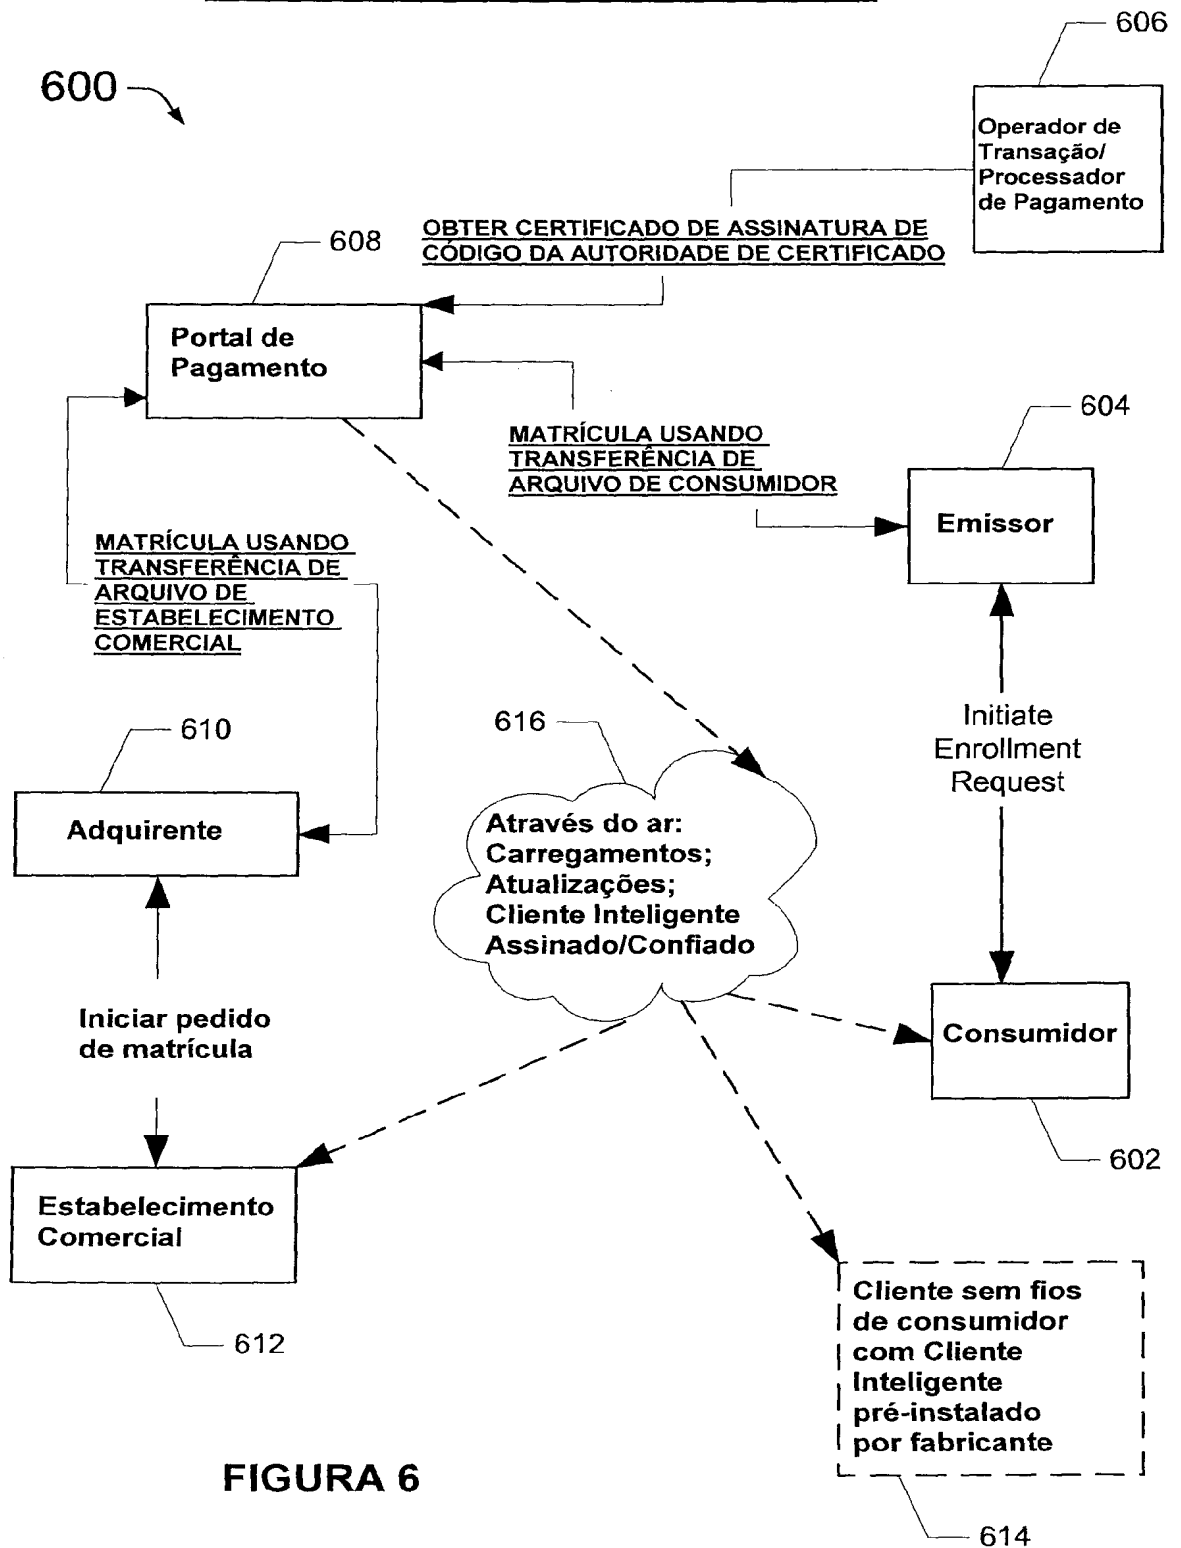 606
600
Operador de
Transação/
Processador
de Pagamento
OBTER CERTIFICADO DE ASSINATURA DE
CÓDIGO DA AUTORIDADE DE CERTIFICADO
608
Portal de
Pagamento
604
MATRÍCULA USANDO
TRANSFERÊNCIA DE
ARQUIVO DE CONSUMIDOR
Emissor
MATRÍCULA USANDO
TRANSFERÊNCIA DE
ARQUIVO DE
ESTABELECIMENTO
COMERCIAL
610
616
Initiate
Enrollment
Request
Adquirente
Através do ar:
Carregamentos;
Atualizações;
Cliente Inteligente
Assinado/Confiado
Iniciar pedido
de matrícula
Consumidor
602
Estabelecimento
Comercial
612
Cliente sem fios
de consumidor
com Cliente
Inteligente
pré-instalado
por fabricante
FIGURA 6
614